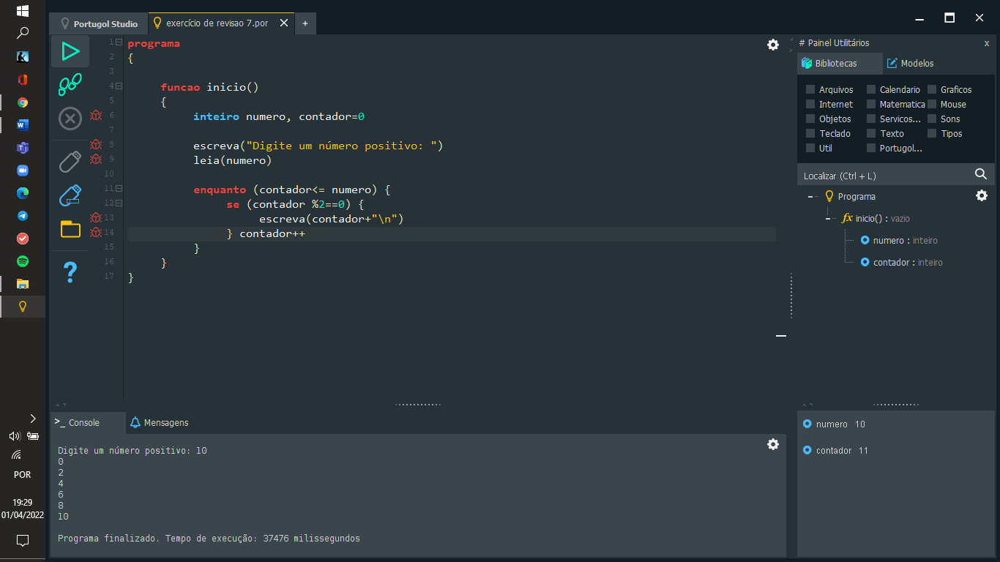 Portugol Studio
exercício de revisao 7.por
+
1 programa
2 {
3
4 funcao inicio()
5 {
6 inteiro numero, contador=0
7
8 escreva("Digite um número positivo: ")
9 leia(numero)
10
11 enquanto (contador<= numero) {
12 se (contador %2==0) {
13 escreva(contador+"\n")
14 } contador++
15 }
16 }
17 }
# Painel Utilitários x
Bibliotecas Modelos
Arquivos Calendario Graficos
Internet Matematica Mouse
Objetos Servicos... Sons
Teclado Texto Tipos
Util Portugol...
Localizar (Ctrl + L)
Programa
fx inicio() : vazio
numero : inteiro
contador : inteiro
>_ Console
Mensagens
Digite um número positivo: 10
0
2
4
6
8
10
Programa finalizado. Tempo de execução: 37476 milissegundos
numero 10
contador 11
POR
19:29
01/04/2022